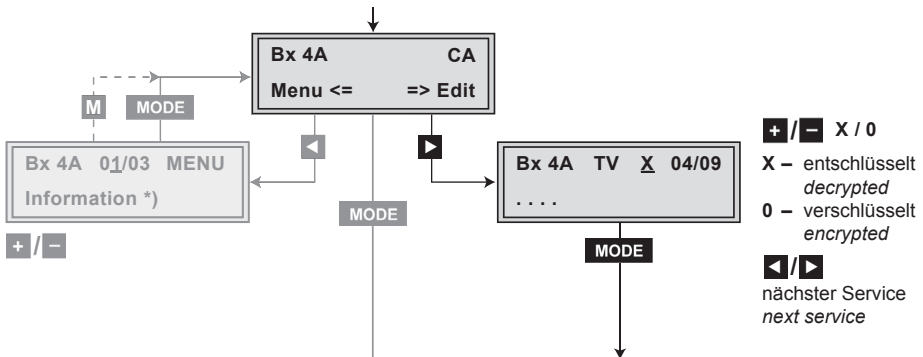 Bx 4A CA
Menu <= => Edit
M MODE
◄ ►
Bx 4A 01/03 MENU
Information *)
+ / −
MODE
Bx 4A TV X 04/09
. . . .
MODE
+ / − X / 0
X – entschlüsselt
decrypted
0 – verschlüsselt
encrypted
◄ / ►
nächster Service
next service